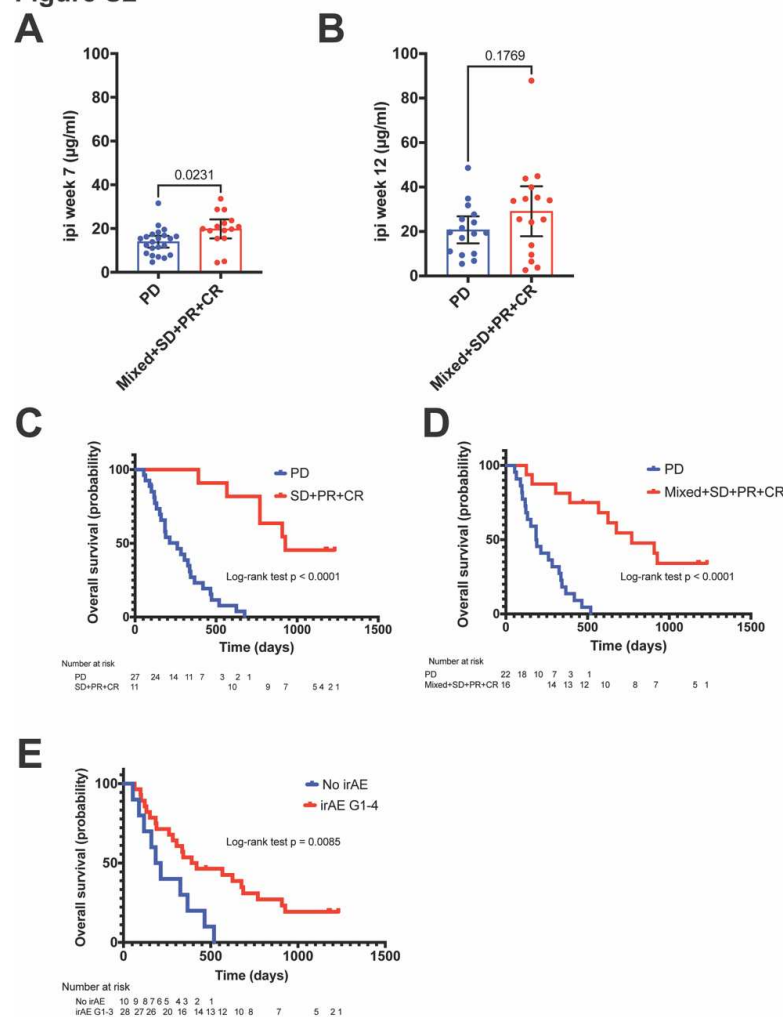 A
100
80
60
40
20
0
ipi week 7 (µg/ml)
0.0231
PD
Mixed+SD+PR+CR
B
100
80
60
40
20
0
ipi week 12 (µg/ml)
0.1769
PD
Mixed+SD+PR+CR
C
Overall survival (probability)
100
50
0
PD
SD+PR+CR
Log-rank test p < 0.0001
0 500 1000 1500
Time (days)
Number at risk
PD 27 24 14 11 7 3 2 1
SD+PR+CR 11 10 9 7 5 4 2 1
D
Overall survival (probability)
100
50
0
PD
Mixed+SD+PR+CR
Log-rank test p < 0.0001
0 500 1000 1500
Time (days)
Number at risk
PD 22 18 10 7 3 1
Mixed+SD+PR+CR 16 14 13 12 10 8 7 5 1
E
Overall survival (probability)
100
50
0
No irAE
irAE G1-4
Log-rank test p = 0.0085
0 500 1000 1500
Time (days)
Number at risk
No irAE 10 9 8 7 6 5 4 3 2 1
irAE G1-3 28 27 26 20 16 14 13 12 10 8 7 5 2 1